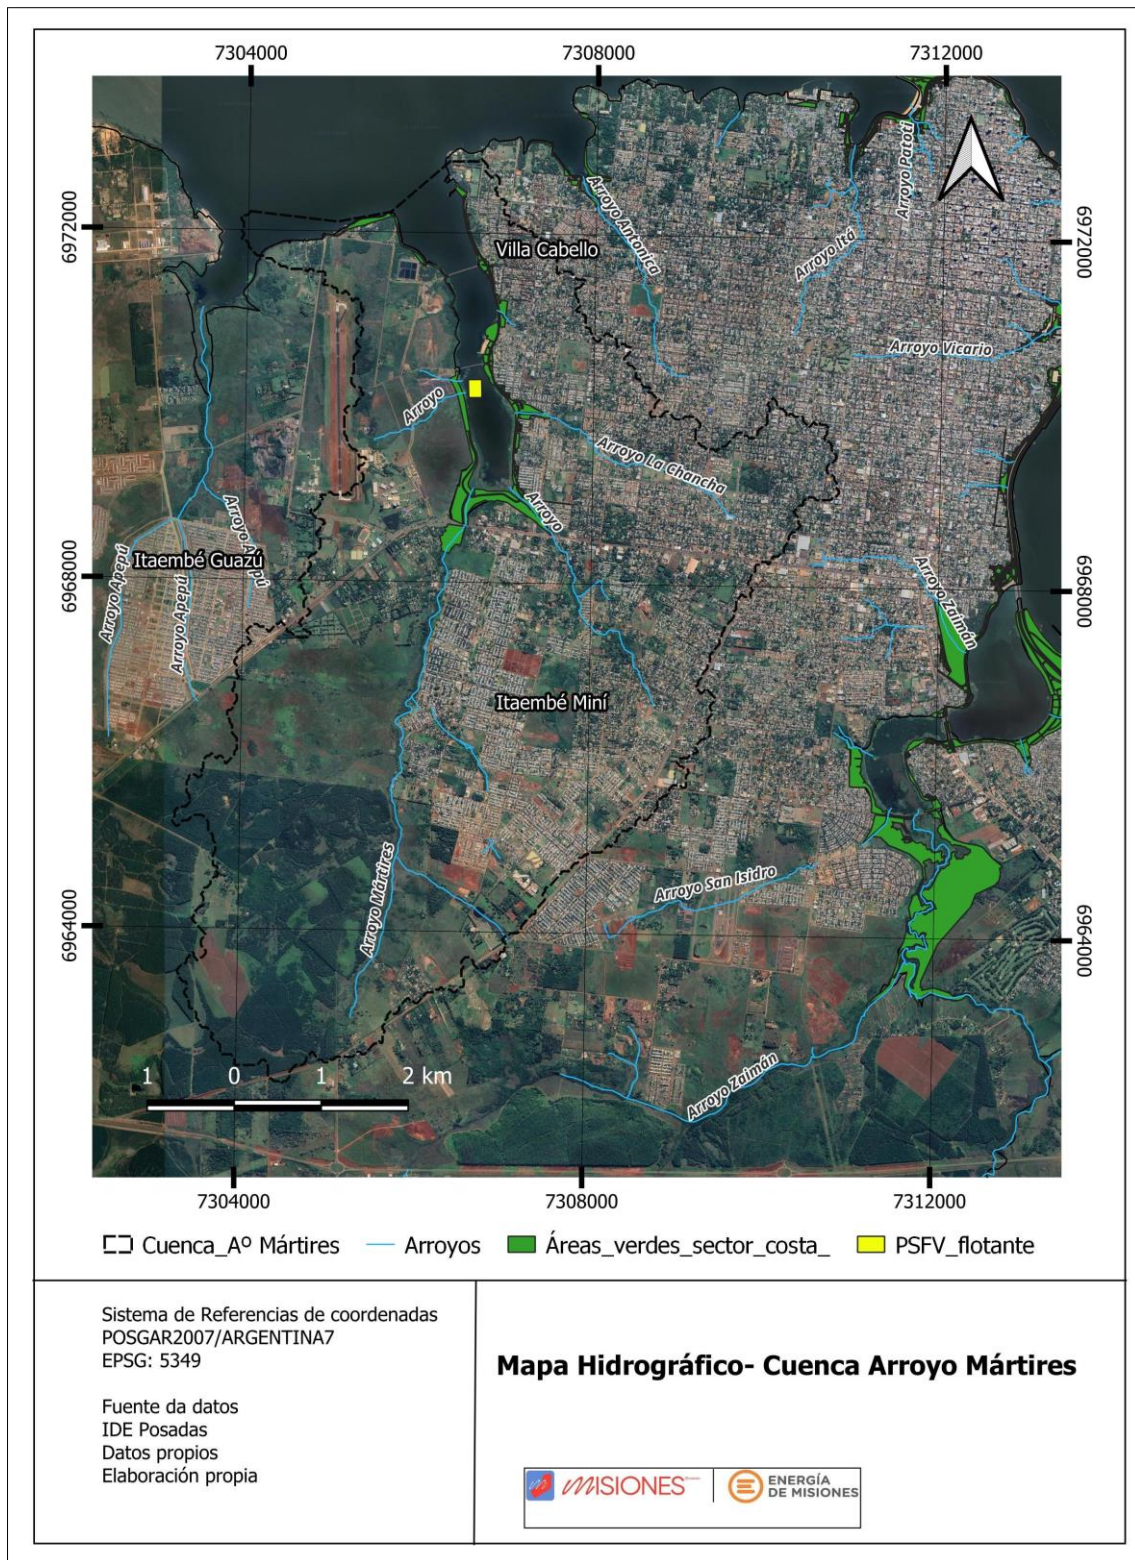 7304000
7308000
7312000
6972000
6972000
Arroyo Patotí
Arroyo Antonica
Villa Cabello
Arroyo Itá
Arroyo Vicario
Arroyo
Arroyo La Chancha
Arroyo
Arroyo Apepú
Itaembé Guazú
6968000
6968000
Arroyo Apepú
Arroyo Apepú
Arroyo Zaimán
Itaembé Miní
Arroyo Mártires
Arroyo San Isidro
6964000
6964000
Arroyo Zaimán
1 0 1 2 km
7304000
7308000
7312000
Cuenca_Aº Mártires
Arroyos
Áreas_verdes_sector_costa_
PSFV_flotante
Sistema de Referencias de coordenadas
POSGAR2007/ARGENTINA7
EPSG: 5349
Fuente da datos
IDE Posadas
Datos propios
Elaboración propia
Mapa Hidrográfico- Cuenca Arroyo Mártires
MISIONES
ENERGÍA
DE MISIONES